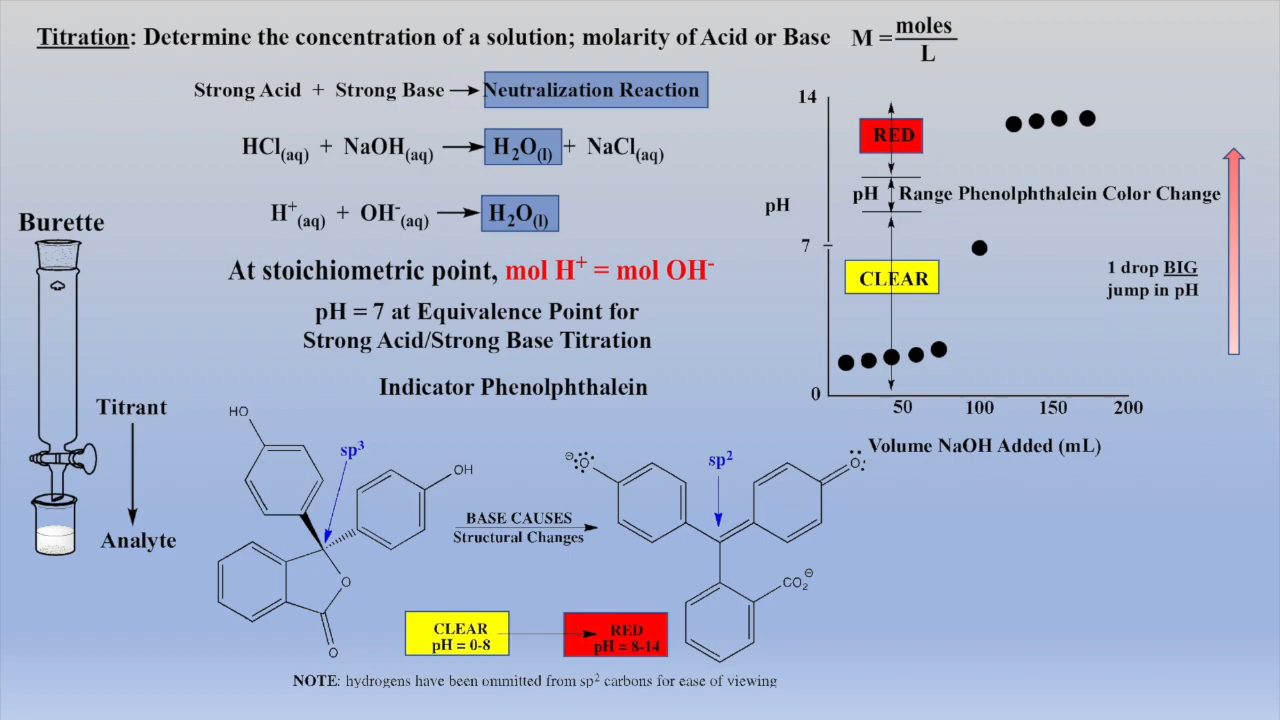 Titration: Determine the concentration of a solution; molarity of Acid or Base M = moles
L
Strong Acid + Strong Base → Neutralization Reaction
HCl(aq) + NaOH(aq) → H2O(l) + NaCl(aq)
H+(aq) + OH-(aq) → H2O(l)
At stoichiometric point, mol H+ = mol OH-
pH = 7 at Equivalence Point for
Strong Acid/Strong Base Titration
Indicator Phenolphthalein
Burette
Titrant
Analyte
14
RED
pH Range Phenolphthalein Color Change
pH
7
CLEAR
1 drop BIG
jump in pH
0
50 100 150 200
Volume NaOH Added (mL)
HO
sp3
OH
O
O
BASE CAUSES
Structural Changes
⊖:O:
sp2
O:
CO2⊖
CLEAR
pH = 0-8
RED
pH = 8-14
NOTE: hydrogens have been ommitted from sp2 carbons for ease of viewing